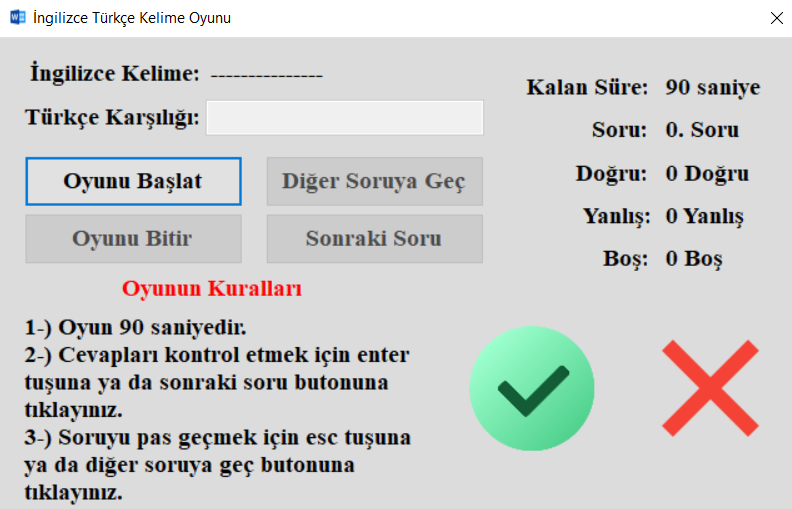 İngilizce Türkçe Kelime Oyunu
İngilizce Kelime: ---------------
Türkçe Karşılığı:
Oyunu Başlat
Diğer Soruya Geç
Oyunu Bitir
Sonraki Soru
Kalan Süre: 90 saniye
Soru: 0. Soru
Doğru: 0 Doğru
Yanlış: 0 Yanlış
Boş: 0 Boş
Oyunun Kuralları
1-) Oyun 90 saniyedir.
2-) Cevapları kontrol etmek için enter
tuşuna ya da sonraki soru butonuna
tıklayınız.
3-) Soruyu pas geçmek için esc tuşuna
ya da diğer soruya geç butonuna
tıklayınız.